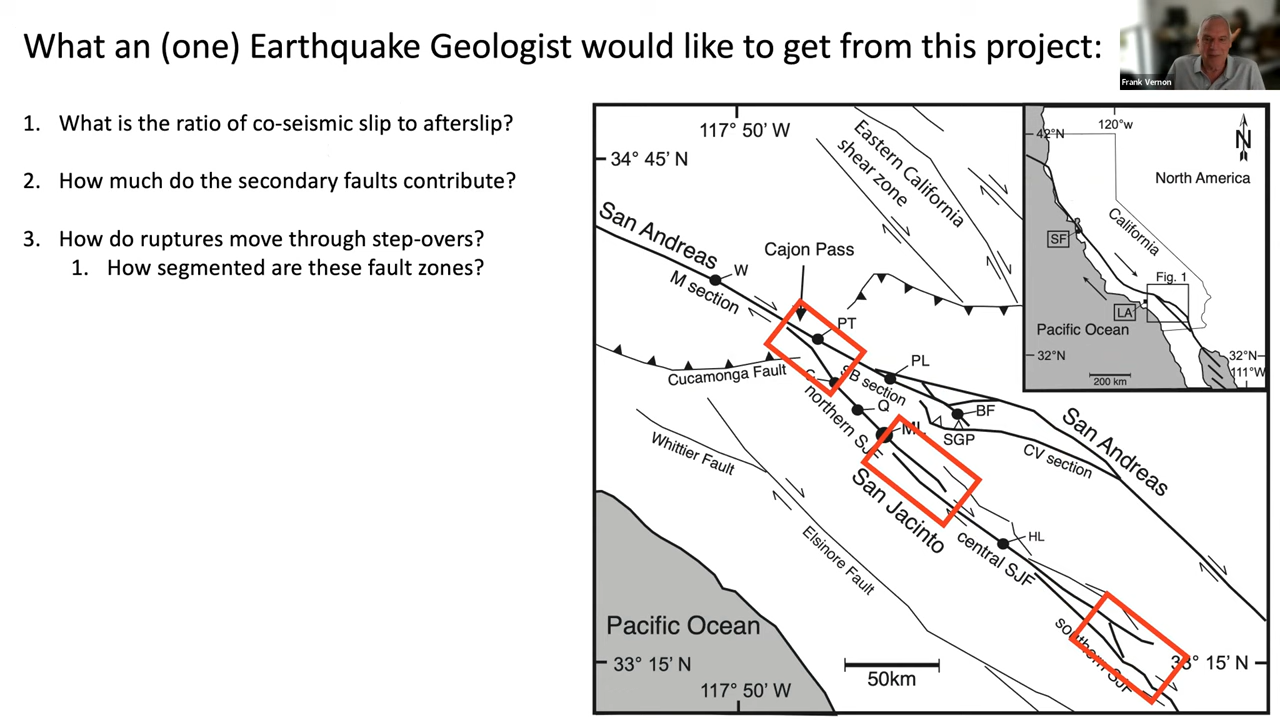 What an (one) Earthquake Geologist would like to get from this project:
Frank Vernon
1. What is the ratio of co-seismic slip to afterslip?
2. How much do the secondary faults contribute?
3. How do ruptures move through step-overs?
1. How segmented are these fault zones?
117° 50' W
34° 45' N
Eastern California
shear zone
San Andreas
M section
W
Cajon Pass
PT
PL
Cucamonga Fault
SB section
Q
BF
northern SJF
ML
SGP
CV section
San Andreas
Whittier Fault
San Jacinto
Elsinore Fault
HL
central SJF
southern SJF
Pacific Ocean
33° 15' N
33° 15' N
50km
117° 50' W
120°w
42°N
N
North America
California
SF
Fig. 1
LA
Pacific Ocean
32°N
32°N
111°W
200 km